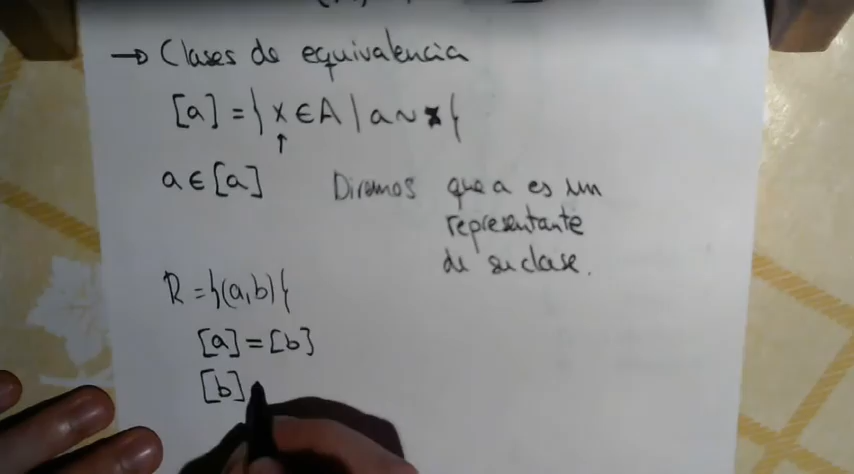 → Clases de equivalencia
[a] = { x ∈ A | a ~ x }
↑
a ∈ [a] Diremos que a es un
representante
de su clase.
R = {(a,b)}
[a] = [b]
[b]